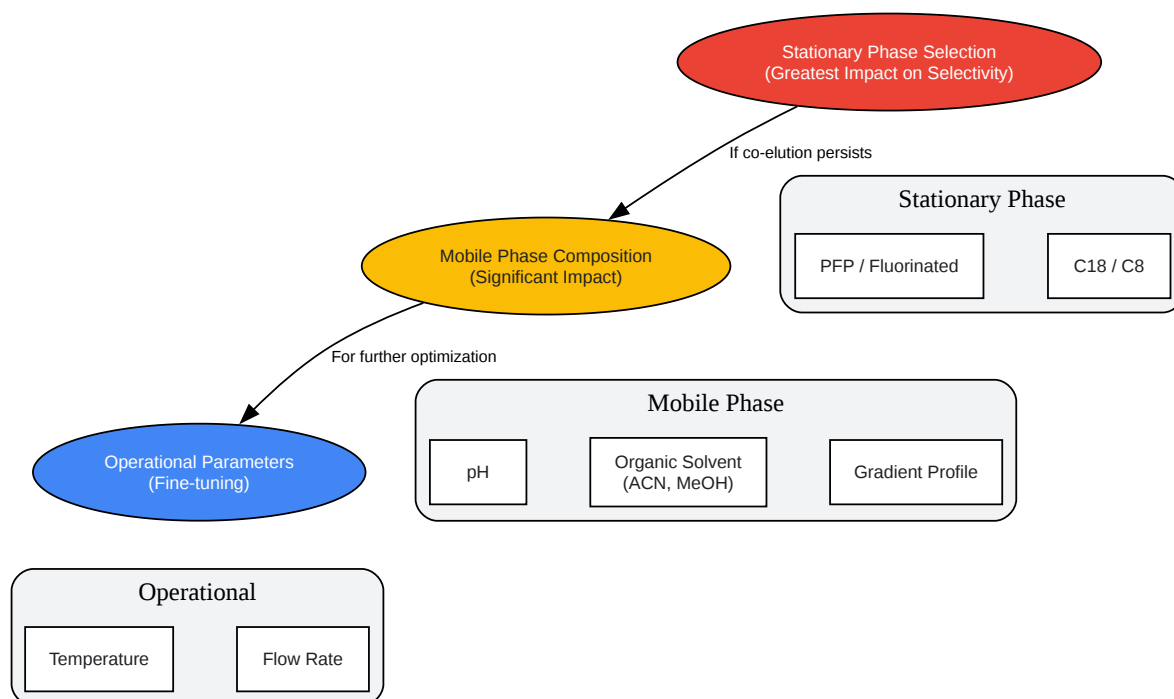 Stationary Phase Selection
(Greatest Impact on Selectivity)
If co-elution persists
Stationary Phase
PFP / Fluorinated
C18 / C8
Mobile Phase Composition
(Significant Impact)
For further optimization
Mobile Phase
pH
Organic Solvent
(ACN, MeOH)
Gradient Profile
Operational Parameters
(Fine-tuning)
Operational
Temperature
Flow Rate